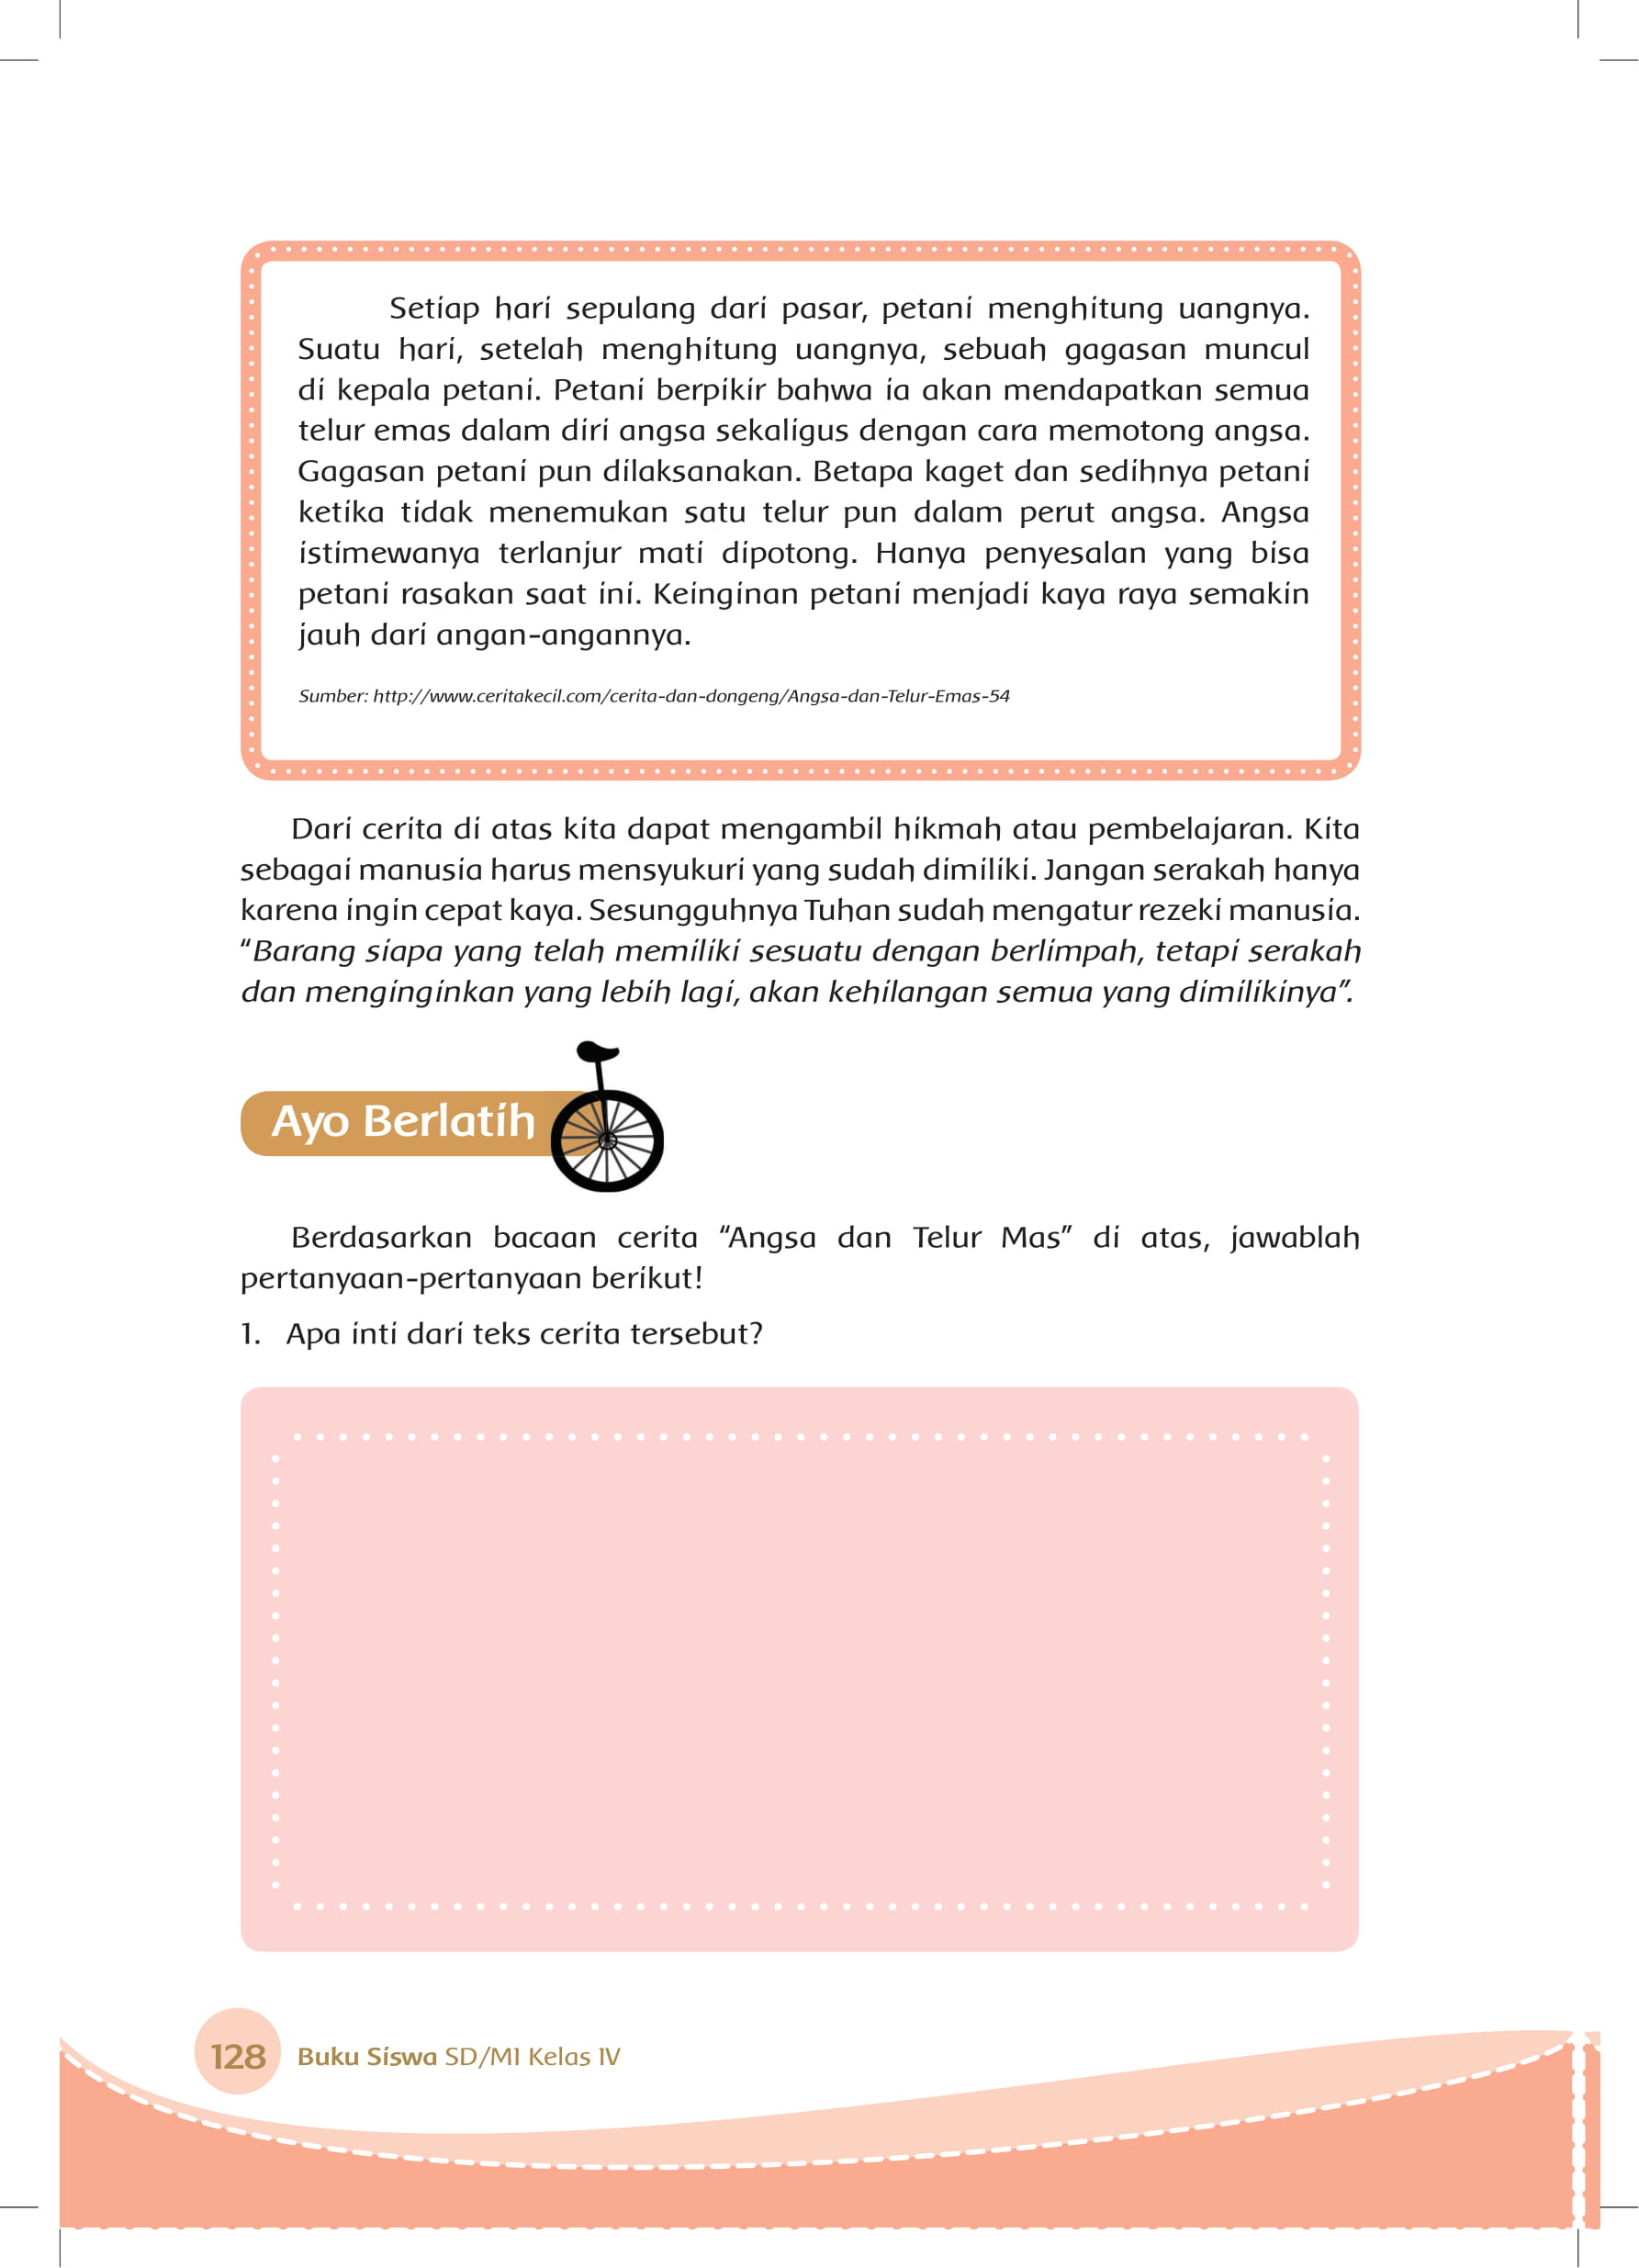 Setiap hari sepulang dari pasar, petani menghitung uangnya.
Suatu hari, setelah menghitung uangnya, sebuah gagasan muncul
di kepala petani. Petani berpikir bahwa ia akan mendapatkan semua
telur emas dalam diri angsa sekaligus dengan cara memotong angsa.
Gagasan petani pun dilaksanakan. Betapa kaget dan sedihnya petani
ketika tidak menemukan satu telur pun dalam perut angsa. Angsa
istimewanya terlanjur mati dipotong. Hanya penyesalan yang bisa
petani rasakan saat ini. Keinginan petani menjadi kaya raya semakin
jauh dari angan-angannya.
Sumber: http://www.ceritakecil.com/cerita-dan-dongeng/Angsa-dan-Telur-Emas-54
Dari cerita di atas kita dapat mengambil hikmah atau pembelajaran. Kita
sebagai manusia harus mensyukuri yang sudah dimiliki. Jangan serakah hanya
karena ingin cepat kaya. Sesungguhnya Tuhan sudah mengatur rezeki manusia.
“Barang siapa yang telah memiliki sesuatu dengan berlimpah, tetapi serakah
dan menginginkan yang lebih lagi, akan kehilangan semua yang dimilikinya”.
Ayo Berlatih
Berdasarkan bacaan cerita “Angsa dan Telur Mas” di atas, jawablah
pertanyaan-pertanyaan berikut!
1. Apa inti dari teks cerita tersebut?
128 Buku Siswa SD/MI Kelas IV